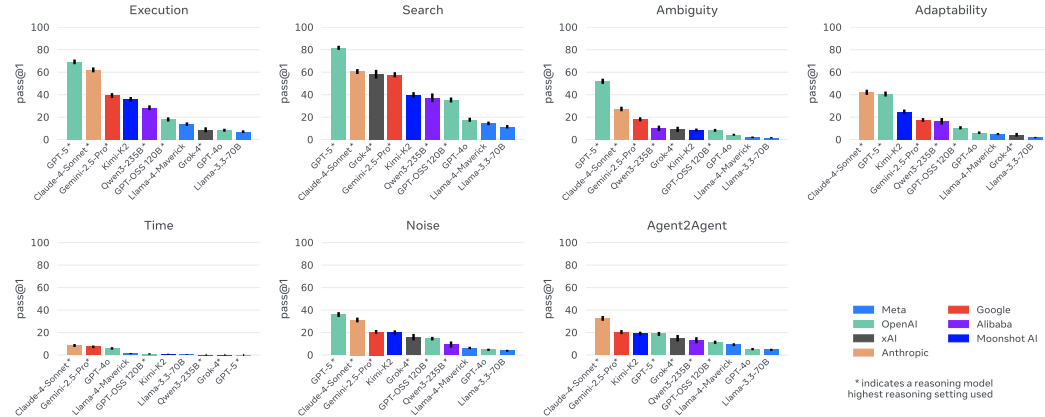 Execution
pass@1
100
80
60
40
20
0
GPT-5*
Claude-4-Sonnet*
Gemini-2.5-Pro*
Kimi-K2
Qwen3-235B*
GPT-OSS 120B*
Llama-4-Maverick
Grok-4*
GPT-4o
Llama-3.3-70B
Search
pass@1
100
80
60
40
20
0
GPT-5*
Claude-4-Sonnet*
Grok-4*
Gemini-2.5-Pro*
Kimi-K2
Qwen3-235B*
GPT-OSS 120B*
GPT-4o
Llama-4-Maverick
Llama-3.3-70B
Ambiguity
pass@1
100
80
60
40
20
0
GPT-5*
Claude-4-Sonnet*
Gemini-2.5-Pro*
Qwen3-235B*
Grok-4*
Kimi-K2
GPT-OSS 120B*
GPT-4o
Llama-4-Maverick
Llama-3.3-70B
Adaptability
pass@1
100
80
60
40
20
0
Claude-4-Sonnet*
GPT-5*
Kimi-K2
Gemini-2.5-Pro*
Qwen3-235B*
GPT-OSS 120B*
GPT-4o
Llama-4-Maverick
Grok-4*
Llama-3.3-70B
Time
pass@1
100
80
60
40
20
0
Claude-4-Sonnet*
Gemini-2.5-Pro*
GPT-4o
Llama-4-Maverick
GPT-OSS 120B*
Kimi-K2
Llama-3.3-70B
Qwen3-235B*
Grok-4*
GPT-5*
Noise
pass@1
100
80
60
40
20
0
GPT-5*
Claude-4-Sonnet*
Gemini-2.5-Pro*
Kimi-K2
Grok-4*
GPT-OSS 120B*
Qwen3-235B*
Llama-4-Maverick
GPT-4o
Llama-3.3-70B
Agent2Agent
pass@1
100
80
60
40
20
0
Claude-4-Sonnet*
Gemini-2.5-Pro*
Kimi-K2
GPT-5*
Grok-4*
Qwen3-235B*
GPT-OSS 120B*
Llama-4-Maverick
GPT-4o
Llama-3.3-70B
Meta
OpenAI
xAI
Anthropic
Google
Alibaba
Moonshot AI
* indicates a reasoning model
highest reasoning setting used